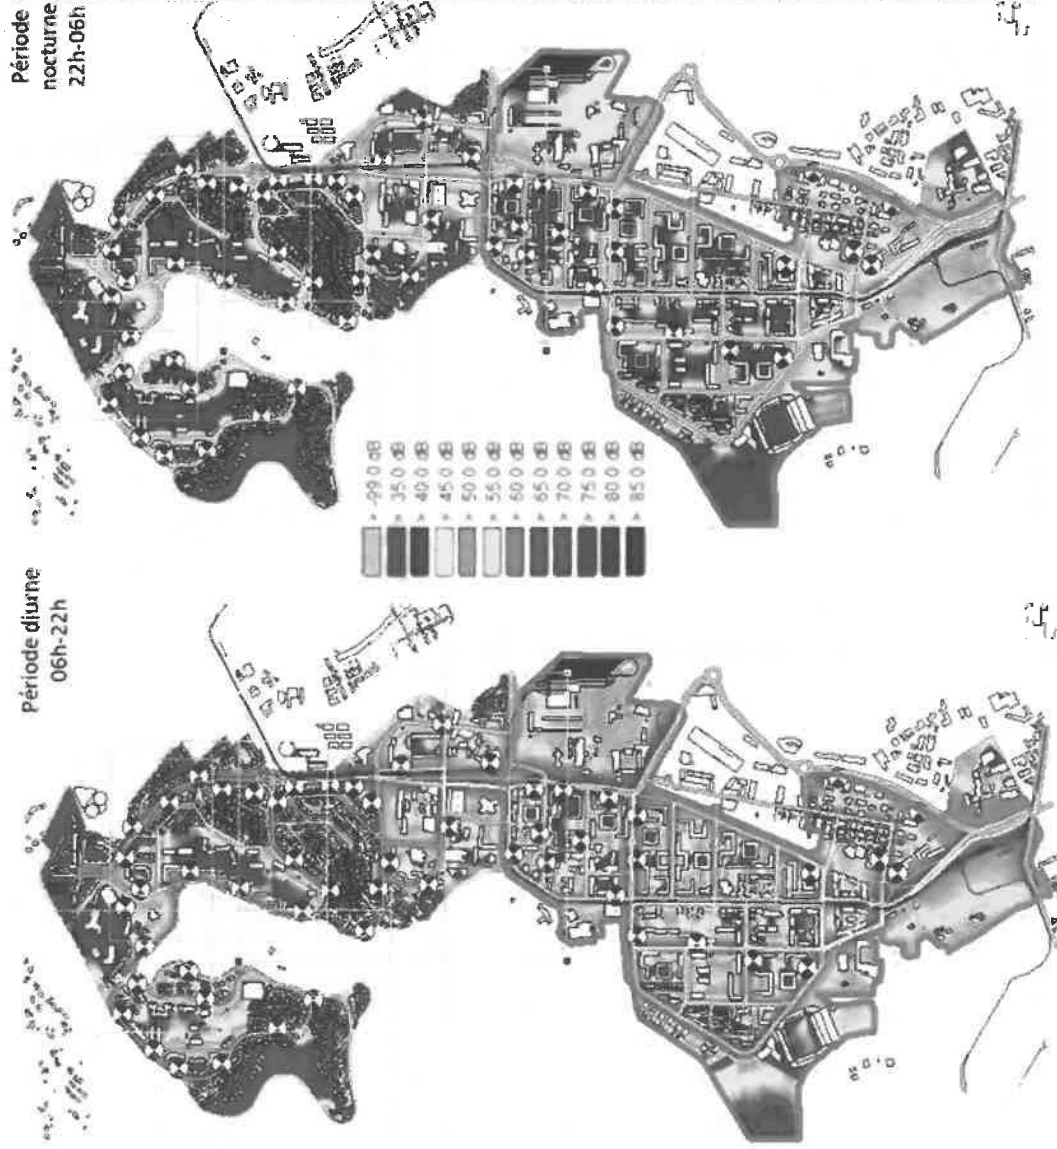 Période
nocturne
22h-06h
> -99.0 dB
> 35.0 dB
> 40.0 dB
> 45.0 dB
> 50.0 dB
> 55.0 dB
> 60.0 dB
> 65.0 dB
> 70.0 dB
> 75.0 dB
> 80.0 dB
> 85.0 dB
Période diurne
06h-22h